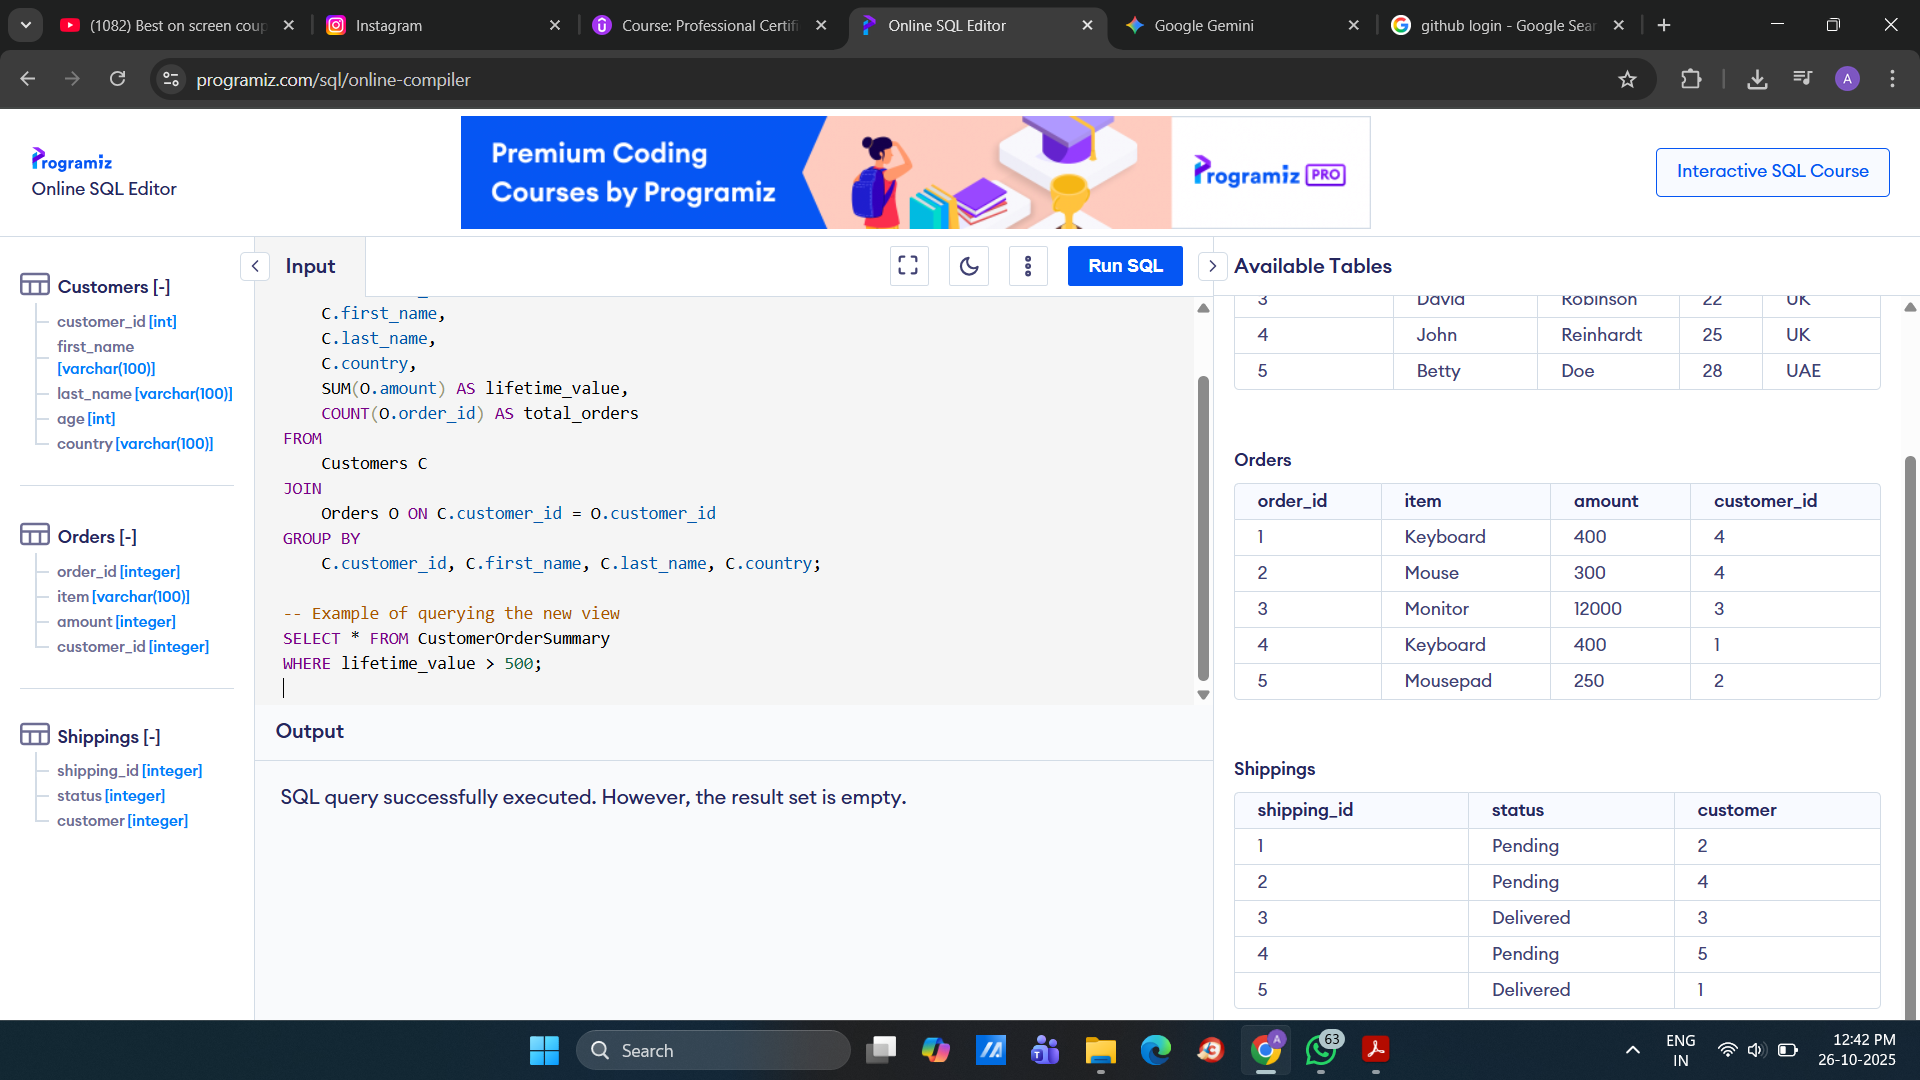 (1082) Best on screen coup
Instagram
Course: Professional Certifi
Online SQL Editor
Google Gemini
github login - Google Sear
programiz.com/sql/online-compiler
A
Programiz
Online SQL Editor
Premium Coding
Courses by Programiz
Programiz PRO
Interactive SQL Course
Customers [-]
customer_id [int]
first_name
[varchar(100)]
last_name [varchar(100)]
age [int]
country [varchar(100)]
Orders [-]
order_id [integer]
item [varchar(100)]
amount [integer]
customer_id [integer]
Shippings [-]
shipping_id [integer]
status [integer]
customer [integer]
Input
Run SQL
C.first_name,
C.last_name,
C.country,
SUM(O.amount) AS lifetime_value,
COUNT(O.order_id) AS total_orders
FROM
Customers C
JOIN
Orders O ON C.customer_id = O.customer_id
GROUP BY
C.customer_id, C.first_name, C.last_name, C.country;
-- Example of querying the new view
SELECT * FROM CustomerOrderSummary
WHERE lifetime_value > 500;
Output
SQL query successfully executed. However, the result set is empty.
Available Tables
3 David Robinson 22 UK
4 John Reinhardt 25 UK
5 Betty Doe 28 UAE
Orders
order_id item amount customer_id
1 Keyboard 400 4
2 Mouse 300 4
3 Monitor 12000 3
4 Keyboard 400 1
5 Mousepad 250 2
Shippings
shipping_id status customer
1 Pending 2
2 Pending 4
3 Delivered 3
4 Pending 5
5 Delivered 1
Search
A
63
ENG
IN
12:42 PM
26-10-2025